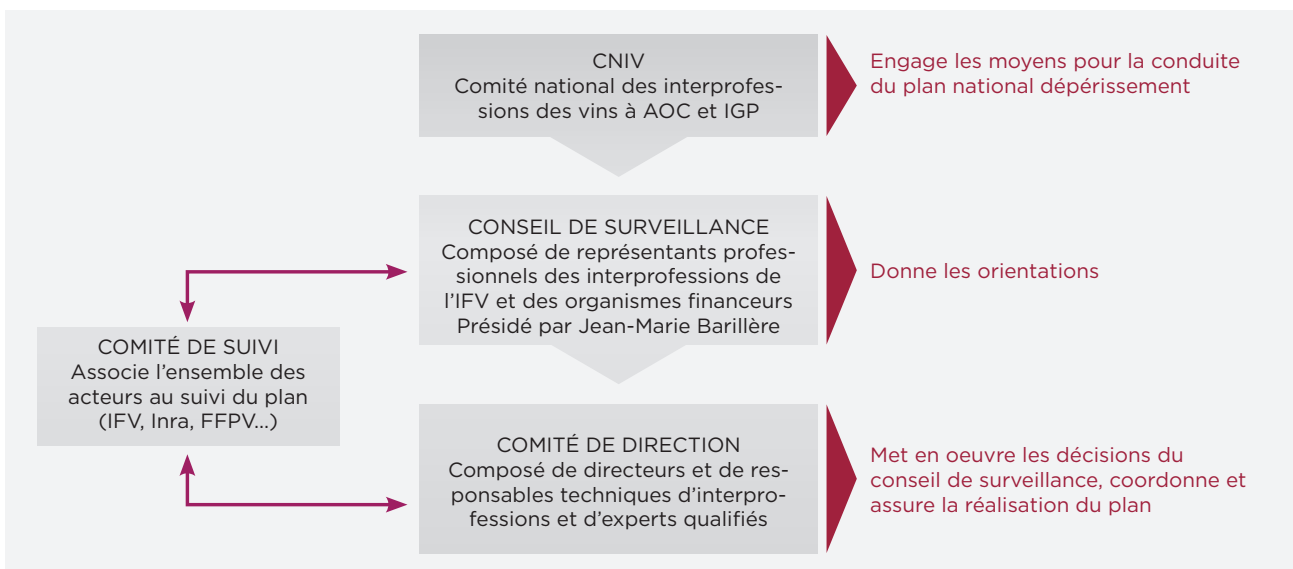 CNIV
Comité national des interprofes-
sions des vins à AOC et IGP
Engage les moyens pour la conduite
du plan national dépérissement
CONSEIL DE SURVEILLANCE
Composé de représentants profes-
sionnels des interprofessions de
l'IFV et des organismes financeurs
Présidé par Jean-Marie Barillère
Donne les orientations
COMITÉ DE SUIVI
Associe l'ensemble des
acteurs au suivi du plan
(IFV, Inra, FFPV...)
COMITÉ DE DIRECTION
Composé de directeurs et de res-
ponsables techniques d'interpro-
fessions et d'experts qualifiés
Met en oeuvre les décisions du
conseil de surveillance, coordonne et
assure la réalisation du plan